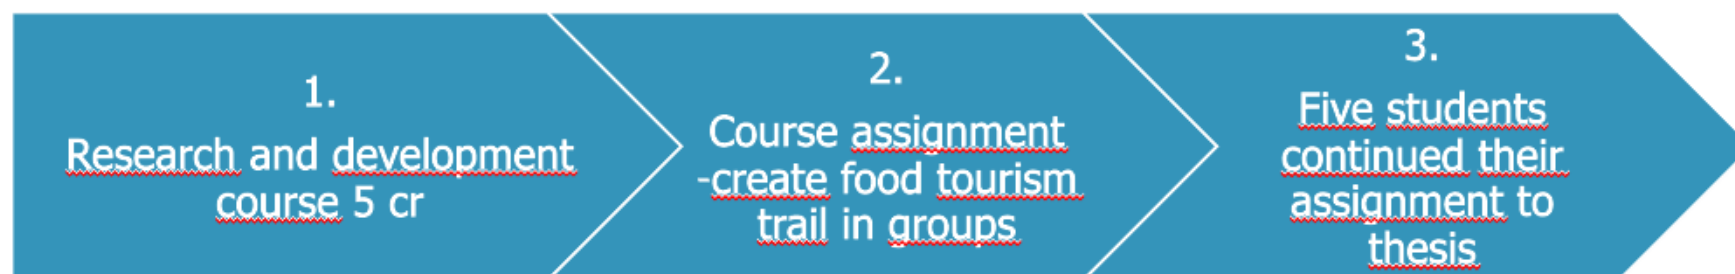 1.
Research and development
course 5 cr
2.
Course assignment
-create food tourism
trail in groups
3.
Five students
continued their
assignment to
thesis